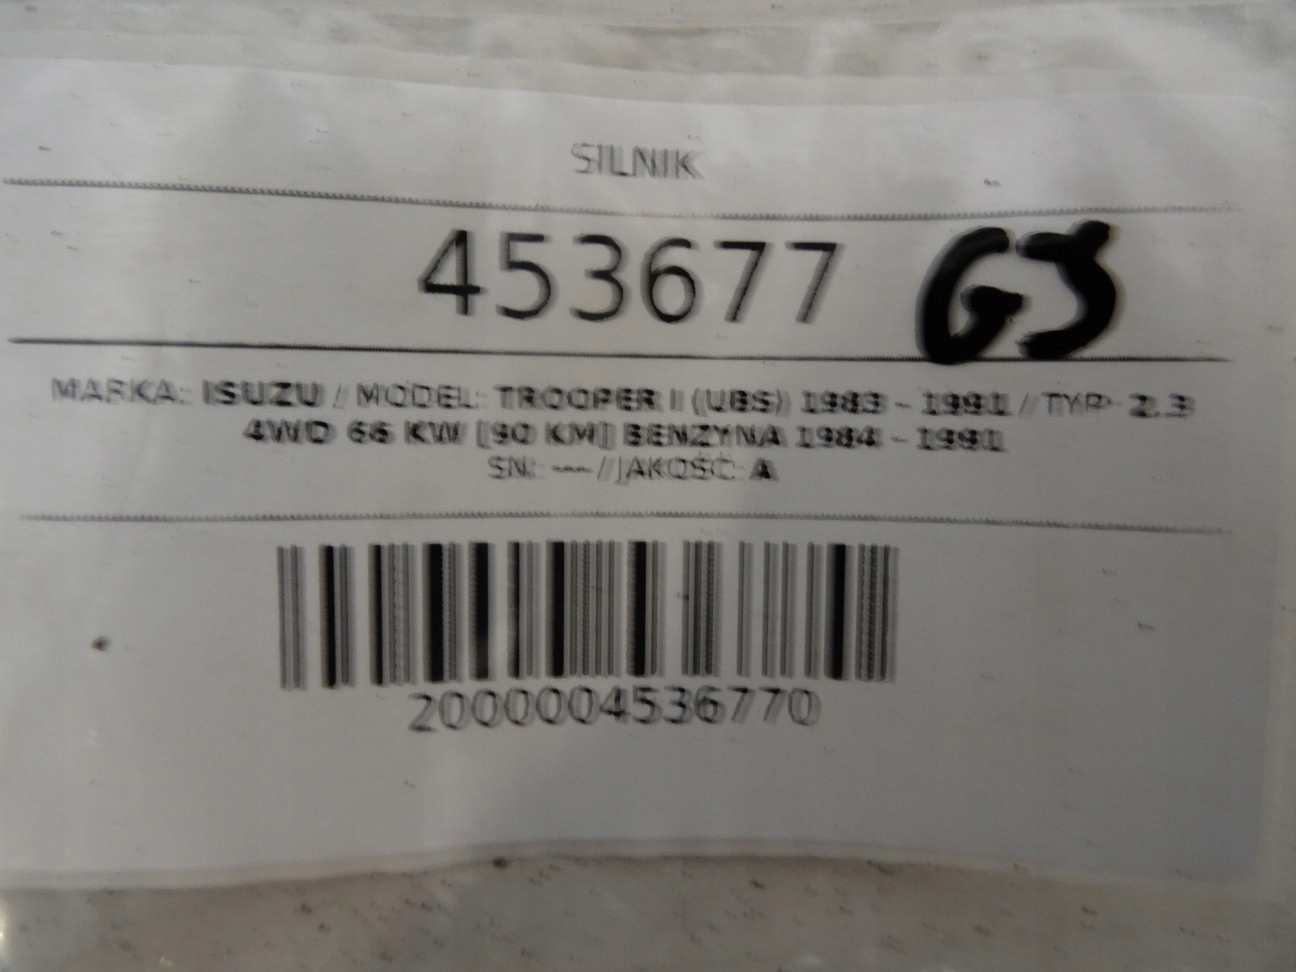 SILNIK
453677 GJ
MARKA: ISUZU / MODEL: TROOPER I (UBS) 1983 - 1991 / TYP: 2.3
4WD 66 KW [90 KM] BENZYNA 1984 - 1991
SN: --- / JAKOŚĆ: A
2000004536770